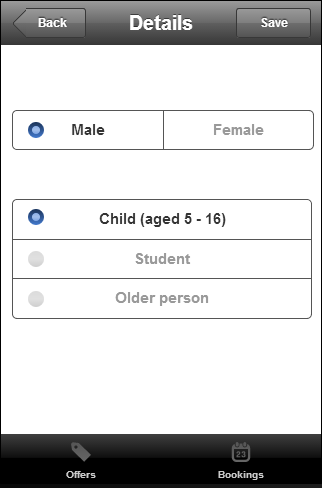 Back Details Save
Male Female
Child (aged 5 - 16)
Student
Older person
23
Offers Bookings